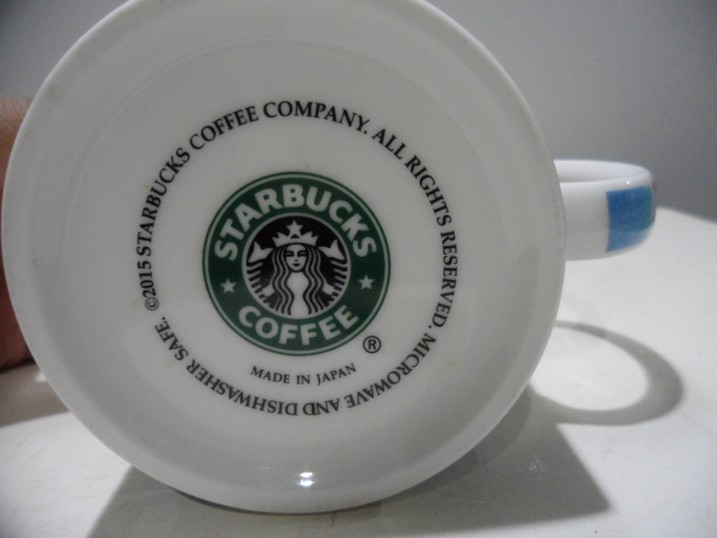 ©2015 STARBUCKS COFFEE COMPANY. ALL RIGHTS RESERVED. MICROWAVE AND DISHWASHER SAFE.
STARBUCKS
COFFEE
®
MADE IN JAPAN